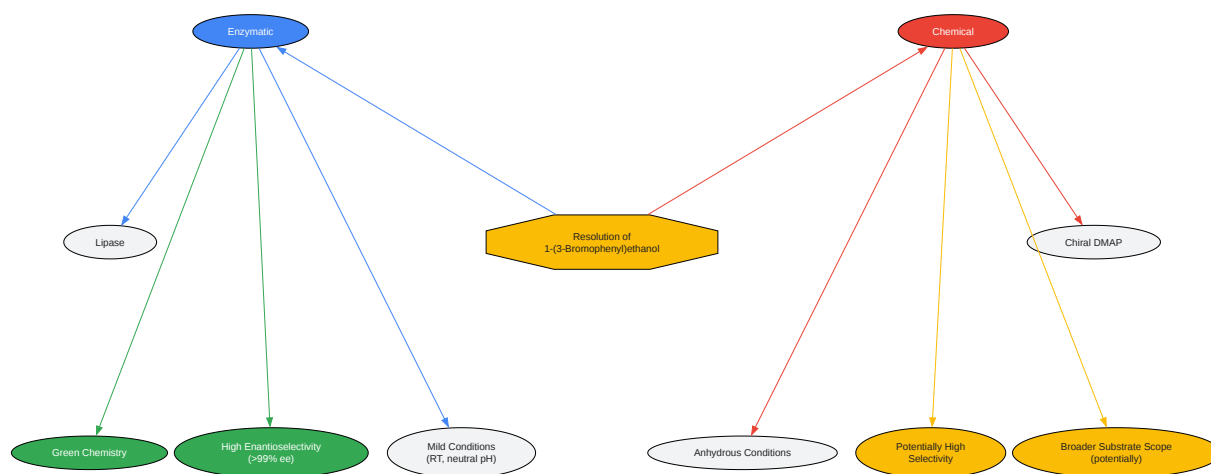 Enzymatic
Chemical
Resolution of
1-(3-Bromophenyl)ethanol
Lipase
Chiral DMAP
Green Chemistry
High Enantioselectivity
(>99% ee)
Mild Conditions
(RT, neutral pH)
Anhydrous Conditions
Potentially High
Selectivity
Broader Substrate Scope
(potentially)